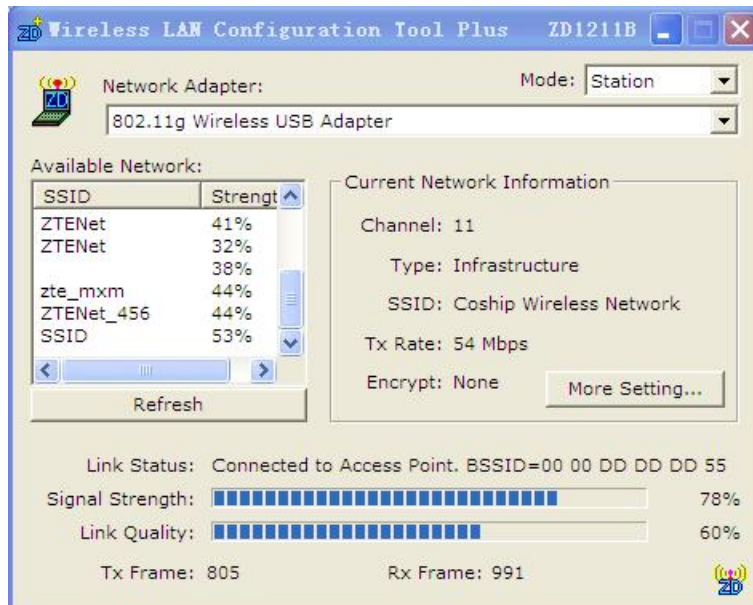 Wireless LAN Configuration Tool Plus ZD1211B
Network Adapter:
Mode: Station
802.11g Wireless USB Adapter
Available Network:
SSID Strengt
ZTENet 41%
ZTENet 32%
38%
zte_mxm 44%
ZTENet_456 44%
SSID 53%
Refresh
Current Network Information
Channel: 11
Type: Infrastructure
SSID: Coship Wireless Network
Tx Rate: 54 Mbps
Encrypt: None
More Setting...
Link Status: Connected to Access Point. BSSID=00 00 DD DD DD 55
Signal Strength: 78%
Link Quality: 60%
Tx Frame: 805 Rx Frame: 991
ZD